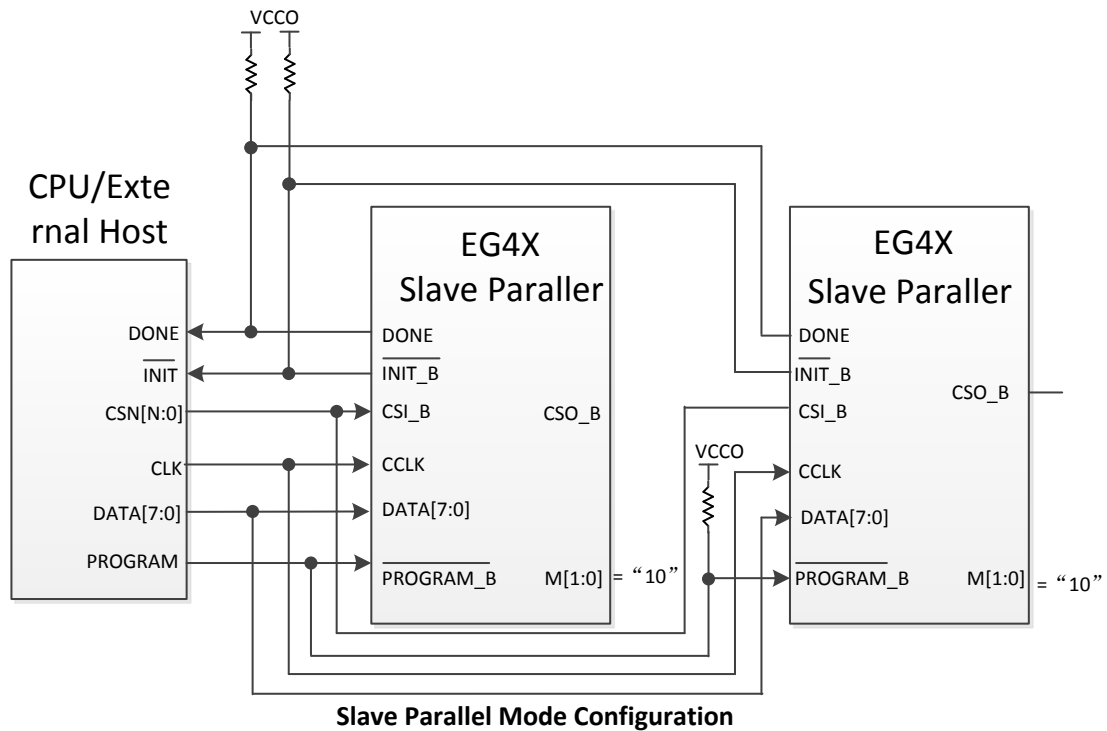 VCCO
CPU/Exte
rnal Host
DONE
INIT
CSN[N:0]
CLK
DATA[7:0]
PROGRAM
EG4X
Slave Paraller
DONE
INIT_B
CSI_B
CSO_B
CCLK
DATA[7:0]
PROGRAM_B
M[1:0] = “10”
VCCO
EG4X
Slave Paraller
DONE
INIT_B
CSO_B
CSI_B
CCLK
DATA[7:0]
PROGRAM_B
M[1:0] = “10”
Slave Parallel Mode Configuration